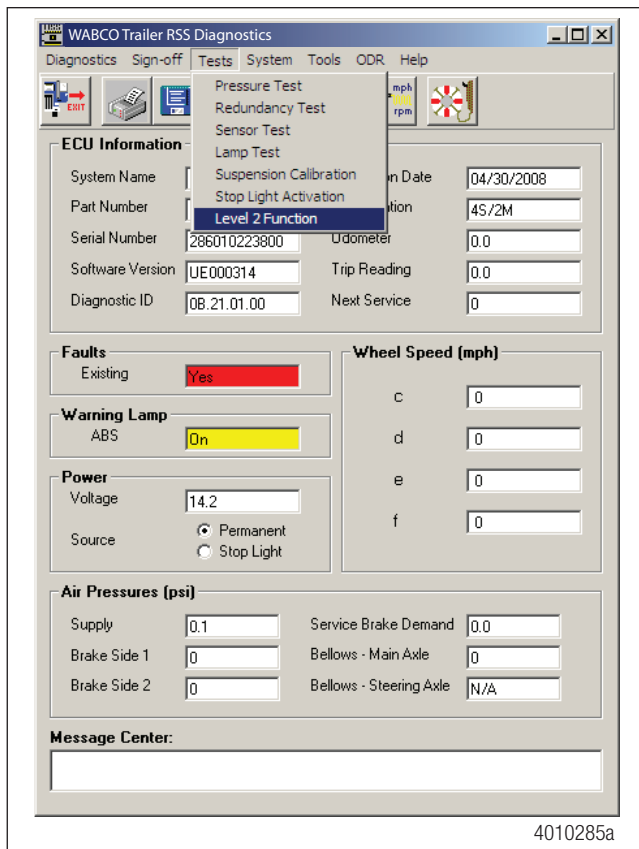 WABCO Trailer RSS Diagnostics
Diagnostics Sign-off Tests System Tools ODR Help
Pressure Test
Redundancy Test
Sensor Test
Lamp Test
Suspension Calibration
Stop Light Activation
Level 2 Function
EXIT
mph
rpm
ECU Information
System Name
n Date 04/30/2008
Part Number
tion 4S/2M
Serial Number 286010223800 Odometer 0.0
Software Version UE000314 Trip Reading 0.0
Diagnostic ID 0B.21.01.00 Next Service 0
Faults
Existing Yes
Warning Lamp
ABS On
Power
Voltage 14.2
Source Permanent
Stop Light
Wheel Speed (mph)
c 0
d 0
e 0
f 0
Air Pressures (psi)
Supply 0.1 Service Brake Demand 0.0
Brake Side 1 0 Bellows - Main Axle 0
Brake Side 2 0 Bellows - Steering Axle N/A
Message Center:
4010285a